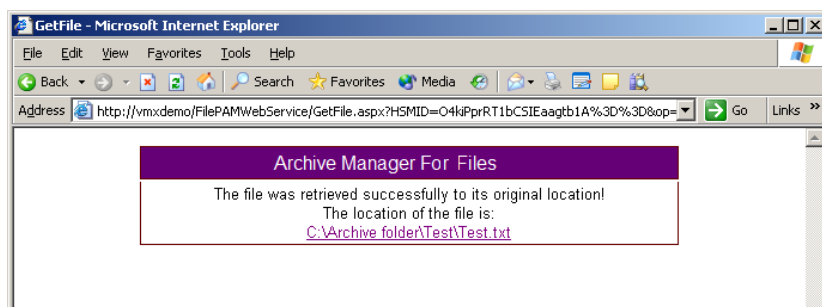 GetFile - Microsoft Internet Explorer
File Edit View Favorites Tools Help
Back Search Favorites Media
Address http://vmxdemo/FilePAMWebService/GetFile.aspx?HSMID=O4kiPprRT1bCSIEaagtb1A%3D%3D&op= Go Links »
Archive Manager For Files
The file was retrieved successfully to its original location!
The location of the file is:
C:\Archive folder\Test\Test.txt